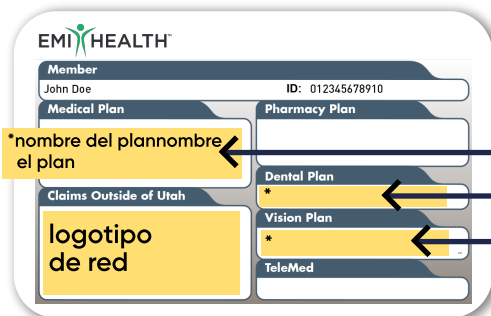 EMI HEALTH
Member
John Doe ID: 012345678910
Medical Plan
*nombre del plannombre
el plan
Pharmacy Plan
Dental Plan
*
Claims Outside of Utah
logotipo
de red
Vision Plan
*
TeleMed